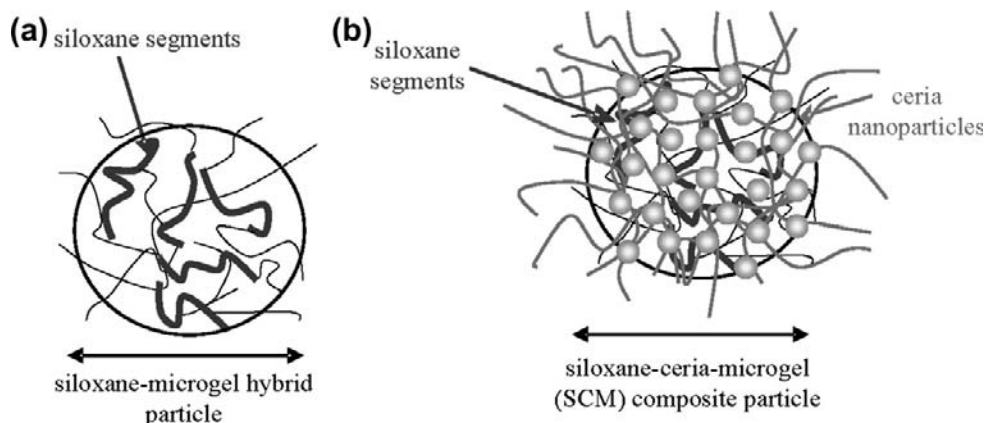 (a)
siloxane segments
siloxane-microgel hybrid
particle
(b)
siloxane
segments
ceria
nanoparticles
siloxane-ceria-microgel
(SCM) composite particle